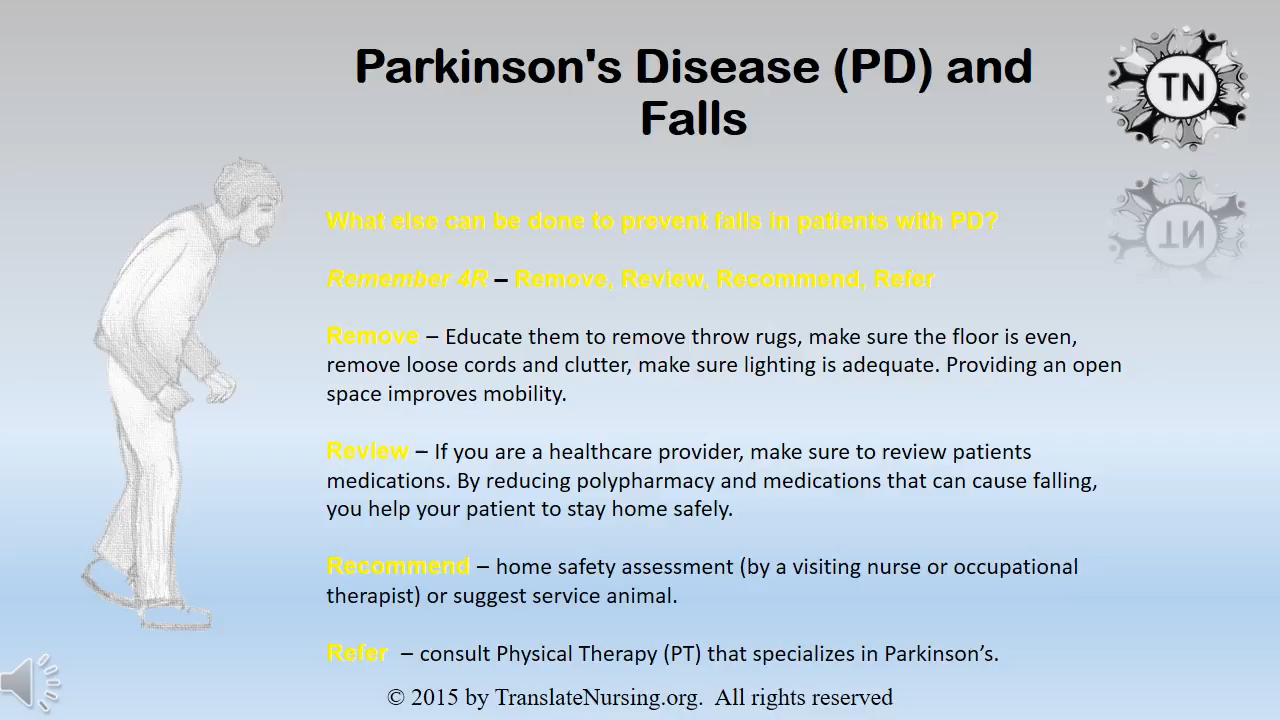 Parkinson's Disease (PD) and
Falls
TN
TN
What else can be done to prevent falls in patients with PD?
Remember 4R – Remove, Review, Recommend, Refer
Remove – Educate them to remove throw rugs, make sure the floor is even,
remove loose cords and clutter, make sure lighting is adequate. Providing an open
space improves mobility.
Review – If you are a healthcare provider, make sure to review patients
medications. By reducing polypharmacy and medications that can cause falling,
you help your patient to stay home safely.
Recommend – home safety assessment (by a visiting nurse or occupational
therapist) or suggest service animal.
Refer – consult Physical Therapy (PT) that specializes in Parkinson’s.
© 2015 by TranslateNursing.org. All rights reserved